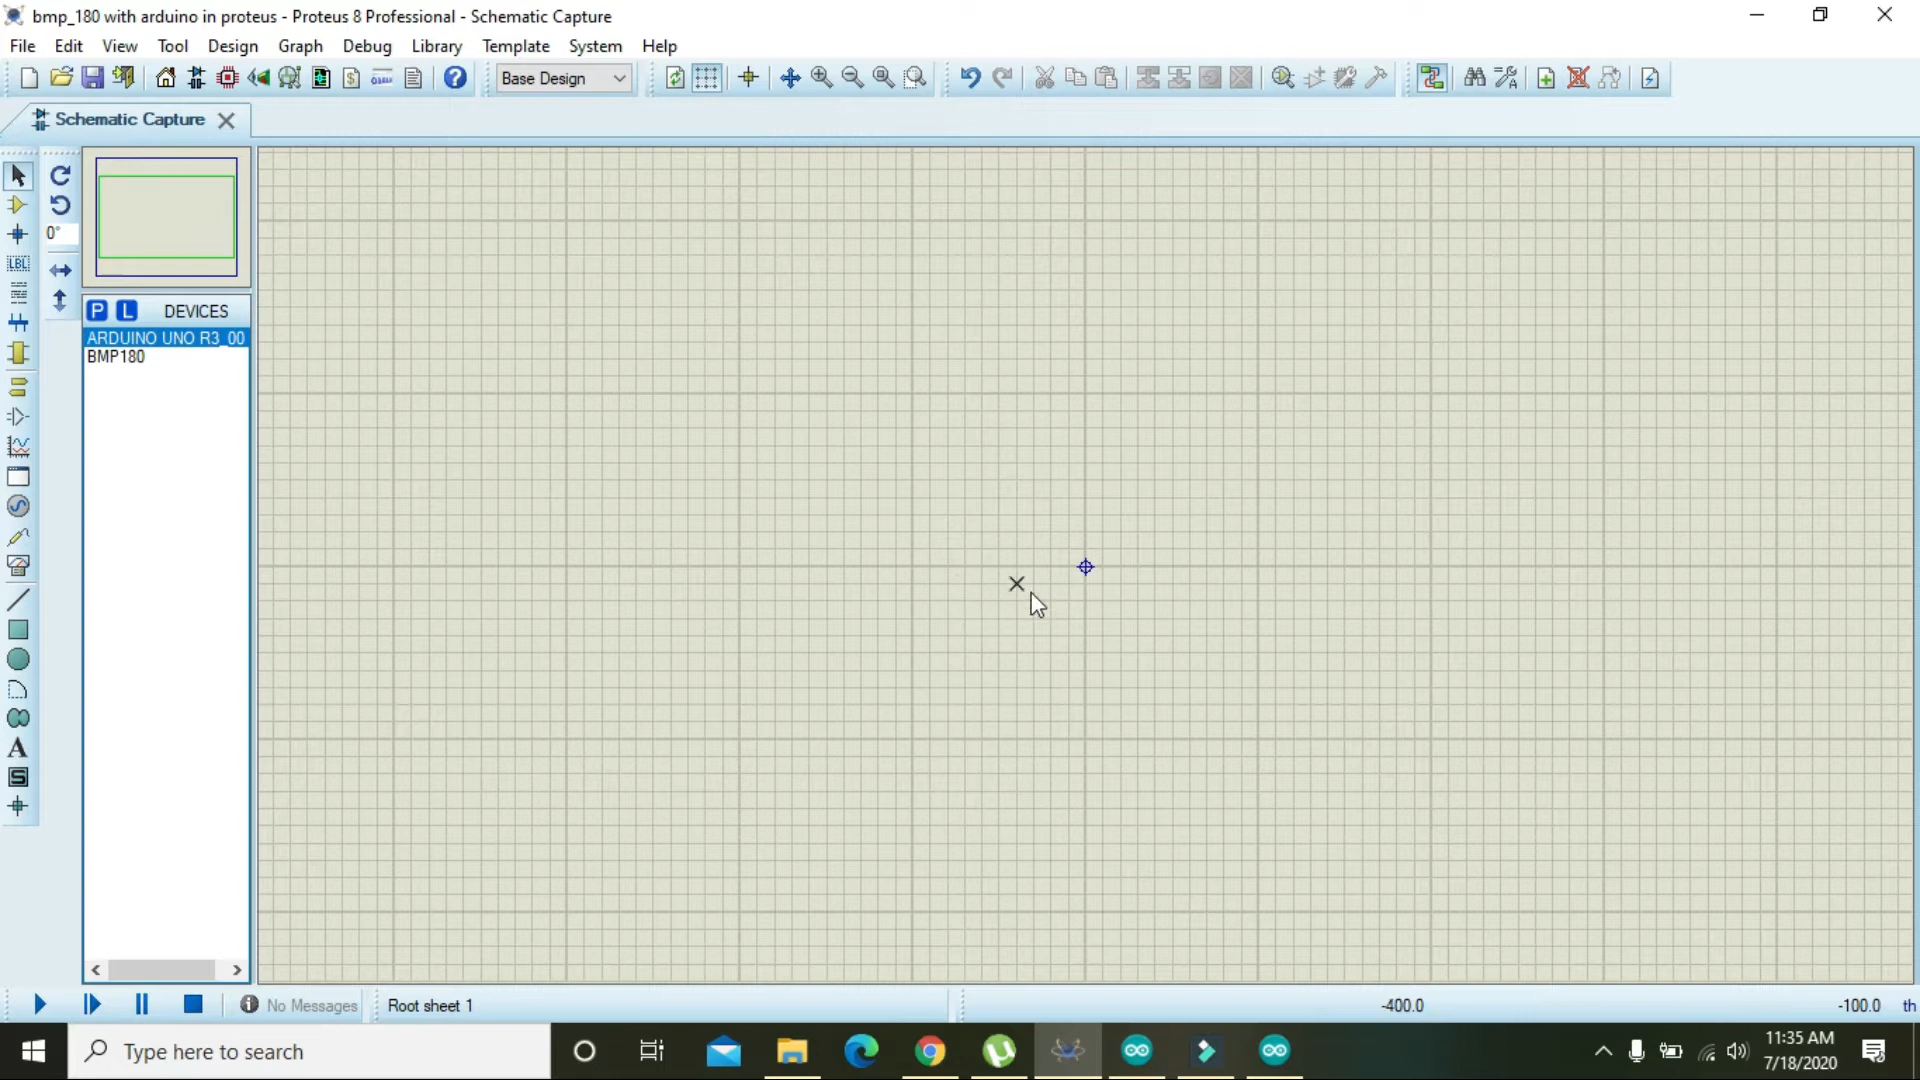 bmp_180 with arduino in proteus - Proteus 8 Professional - Schematic Capture
File Edit View Tool Design Graph Debug Library Template System Help
Base Design
Schematic Capture
0°
LBL
P L DEVICES
ARDUINO UNO R3_00
BMP180
A
S
No Messages Root sheet 1 -400.0 -100.0 th
Type here to search
11:35 AM
7/18/2020